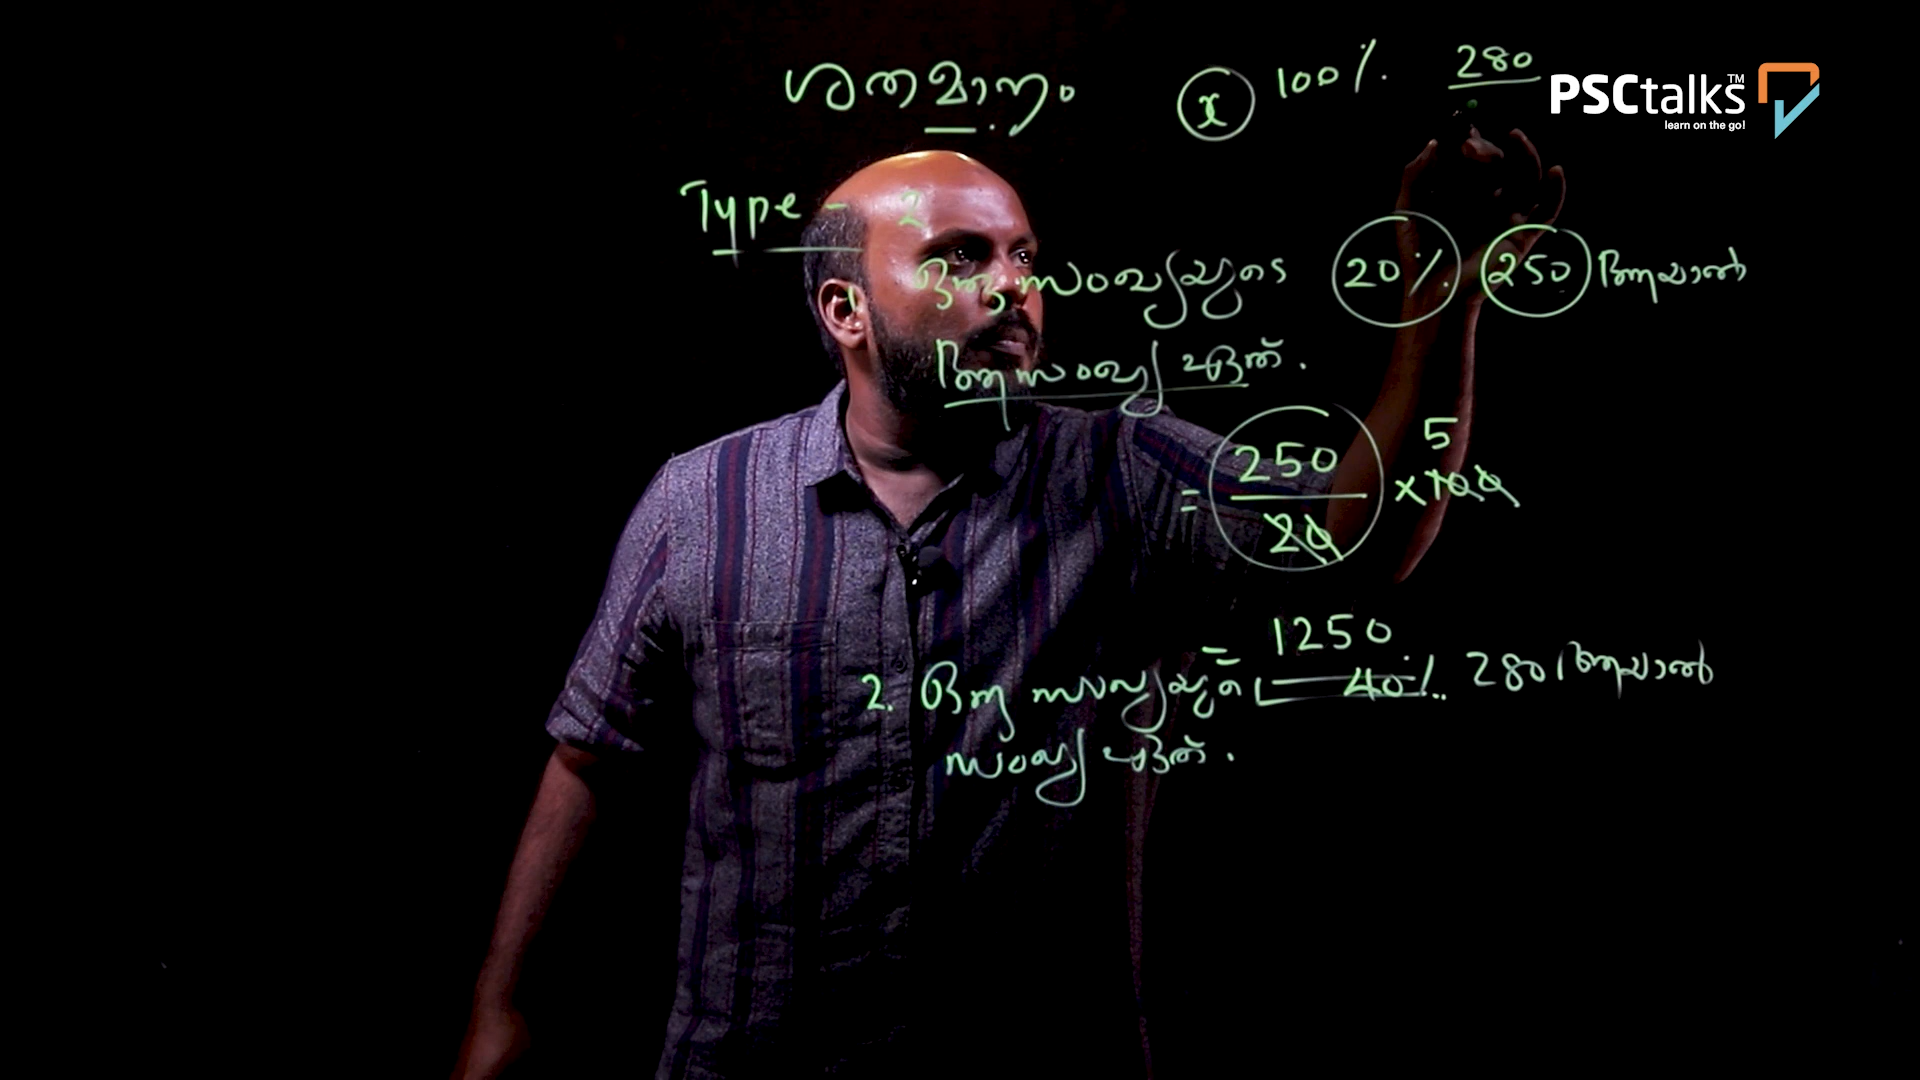 ശതമാനം
x 100%. 280
PSCtalks™
learn on the go!
Type - 2
1 ഒരു സംഖ്യയുടെ 20%. 250 ആയാൽ
ആ സംഖ്യ ഏത്.
= 250/20 × 100 5
= 1250
2. ഒരു സംഖ്യയുടെ 40%. 280 ആയാൽ
സംഖ്യ ഏത്.